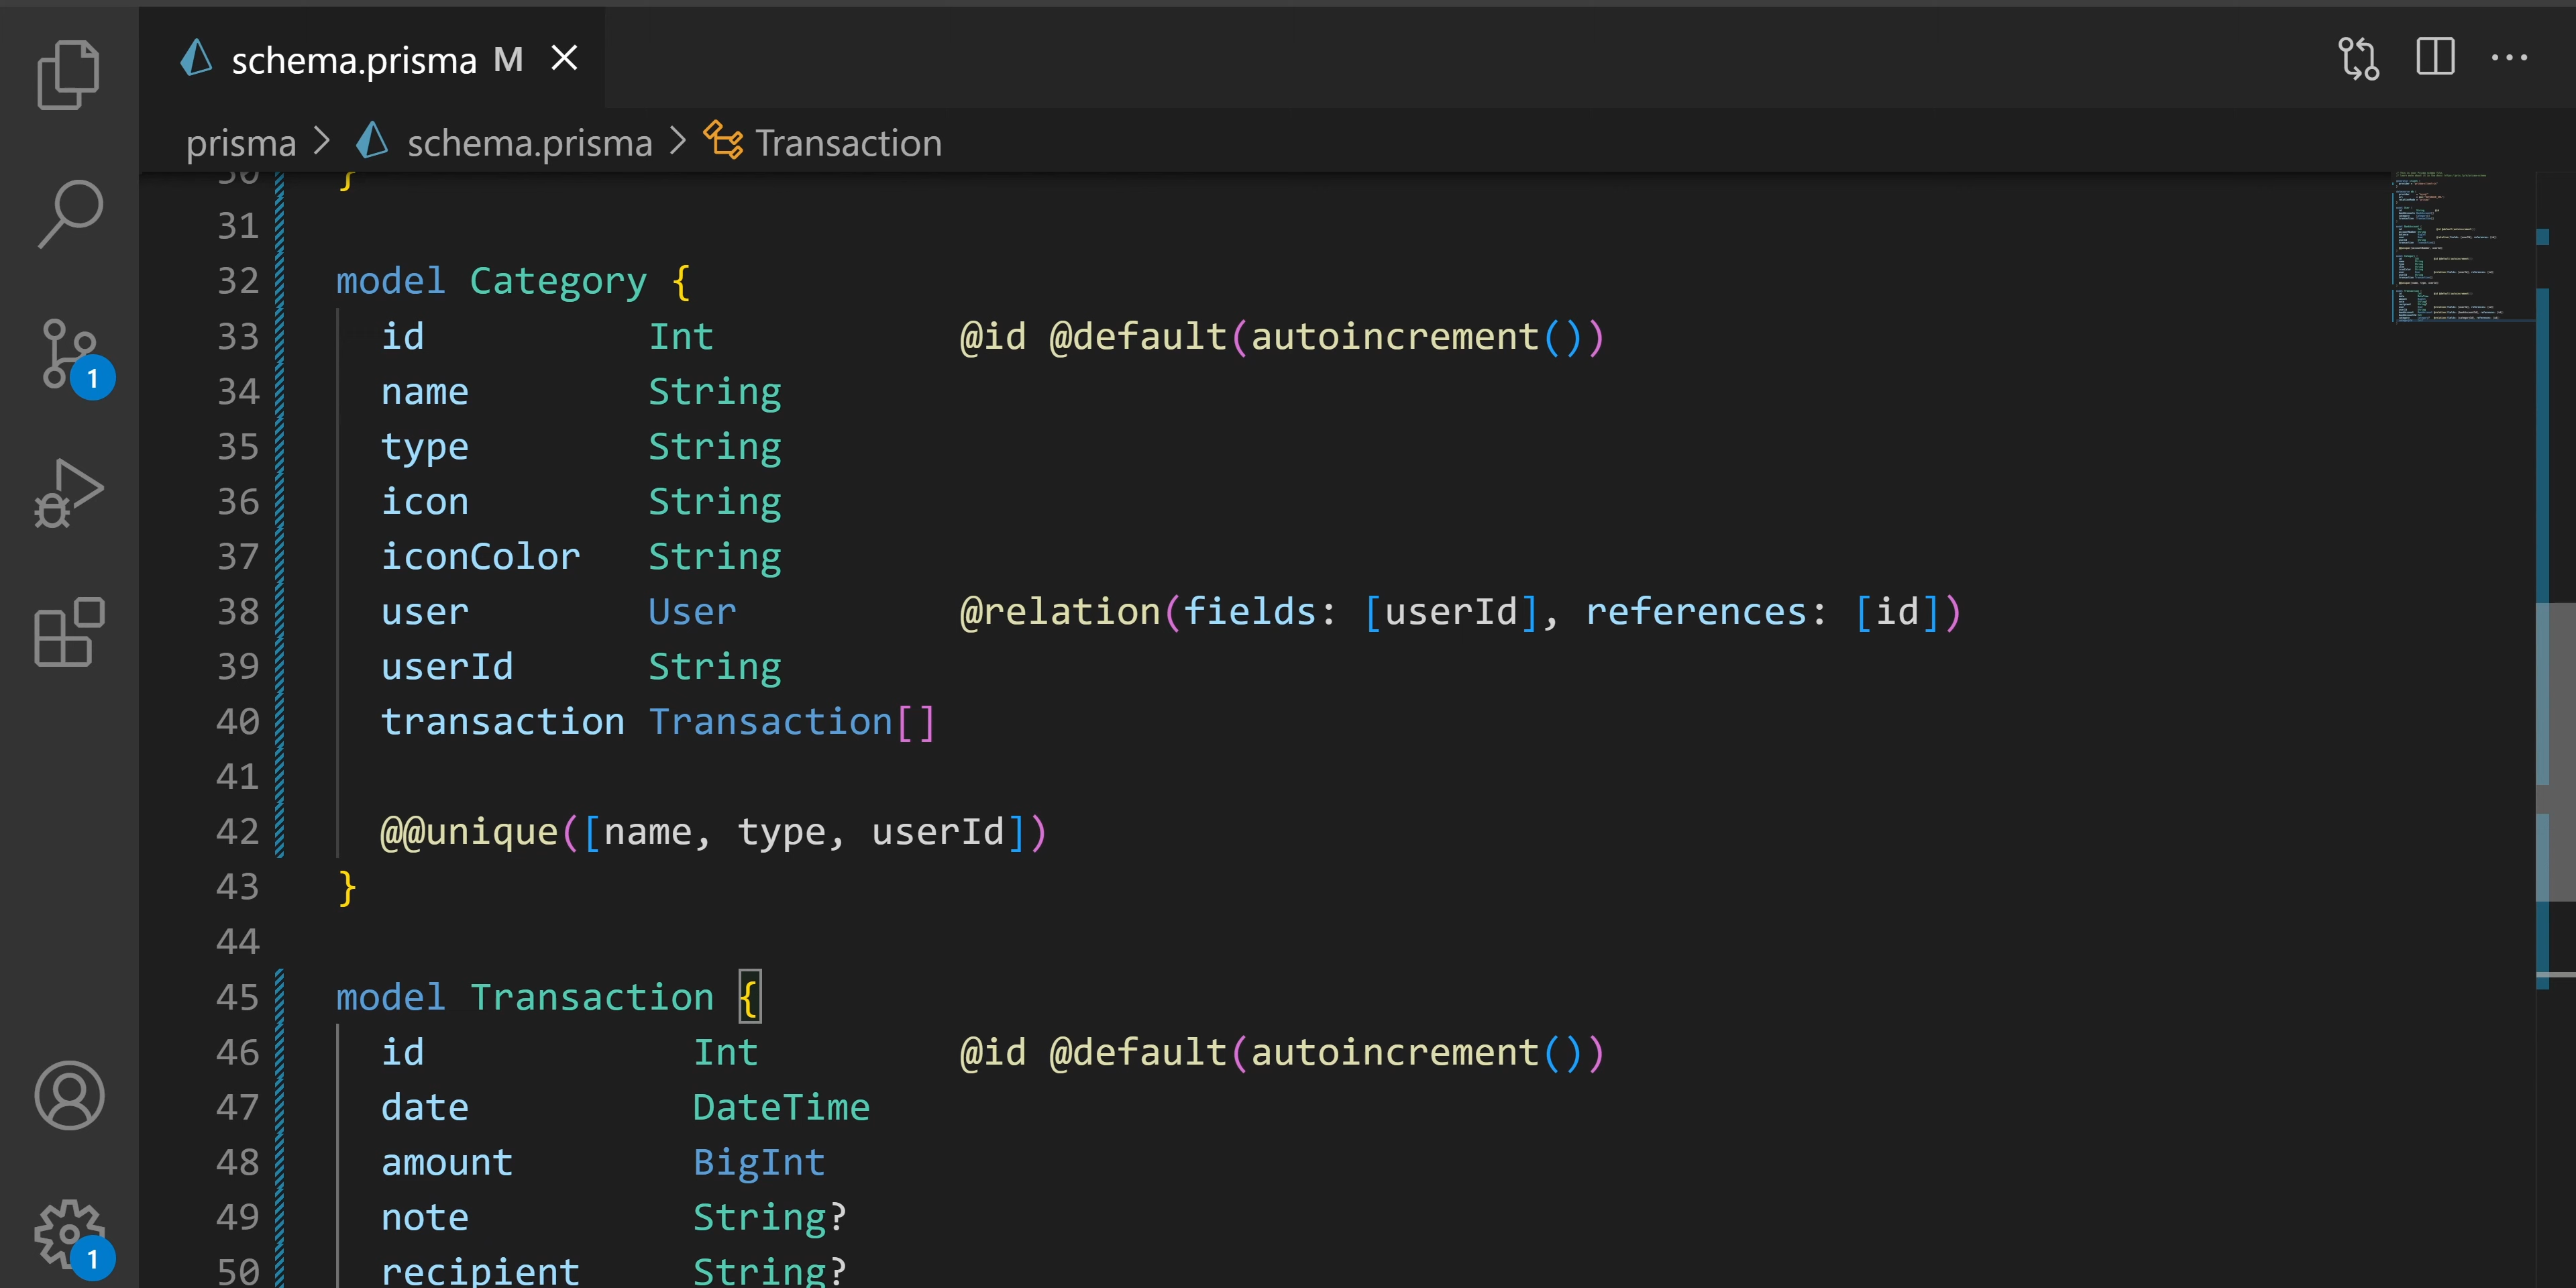 schema.prisma M
prisma > schema.prisma > Transaction
30 }
31
32 model Category {
33 id Int @id @default(autoincrement())
34 name String
35 type String
36 icon String
37 iconColor String
38 user User @relation(fields: [userId], references: [id])
39 userId String
40 transaction Transaction[]
41
42 @@unique([name, type, userId])
43 }
44
45 model Transaction {
46 id Int @id @default(autoincrement())
47 date DateTime
48 amount BigInt
49 note String?
50 recipient String?
1
1